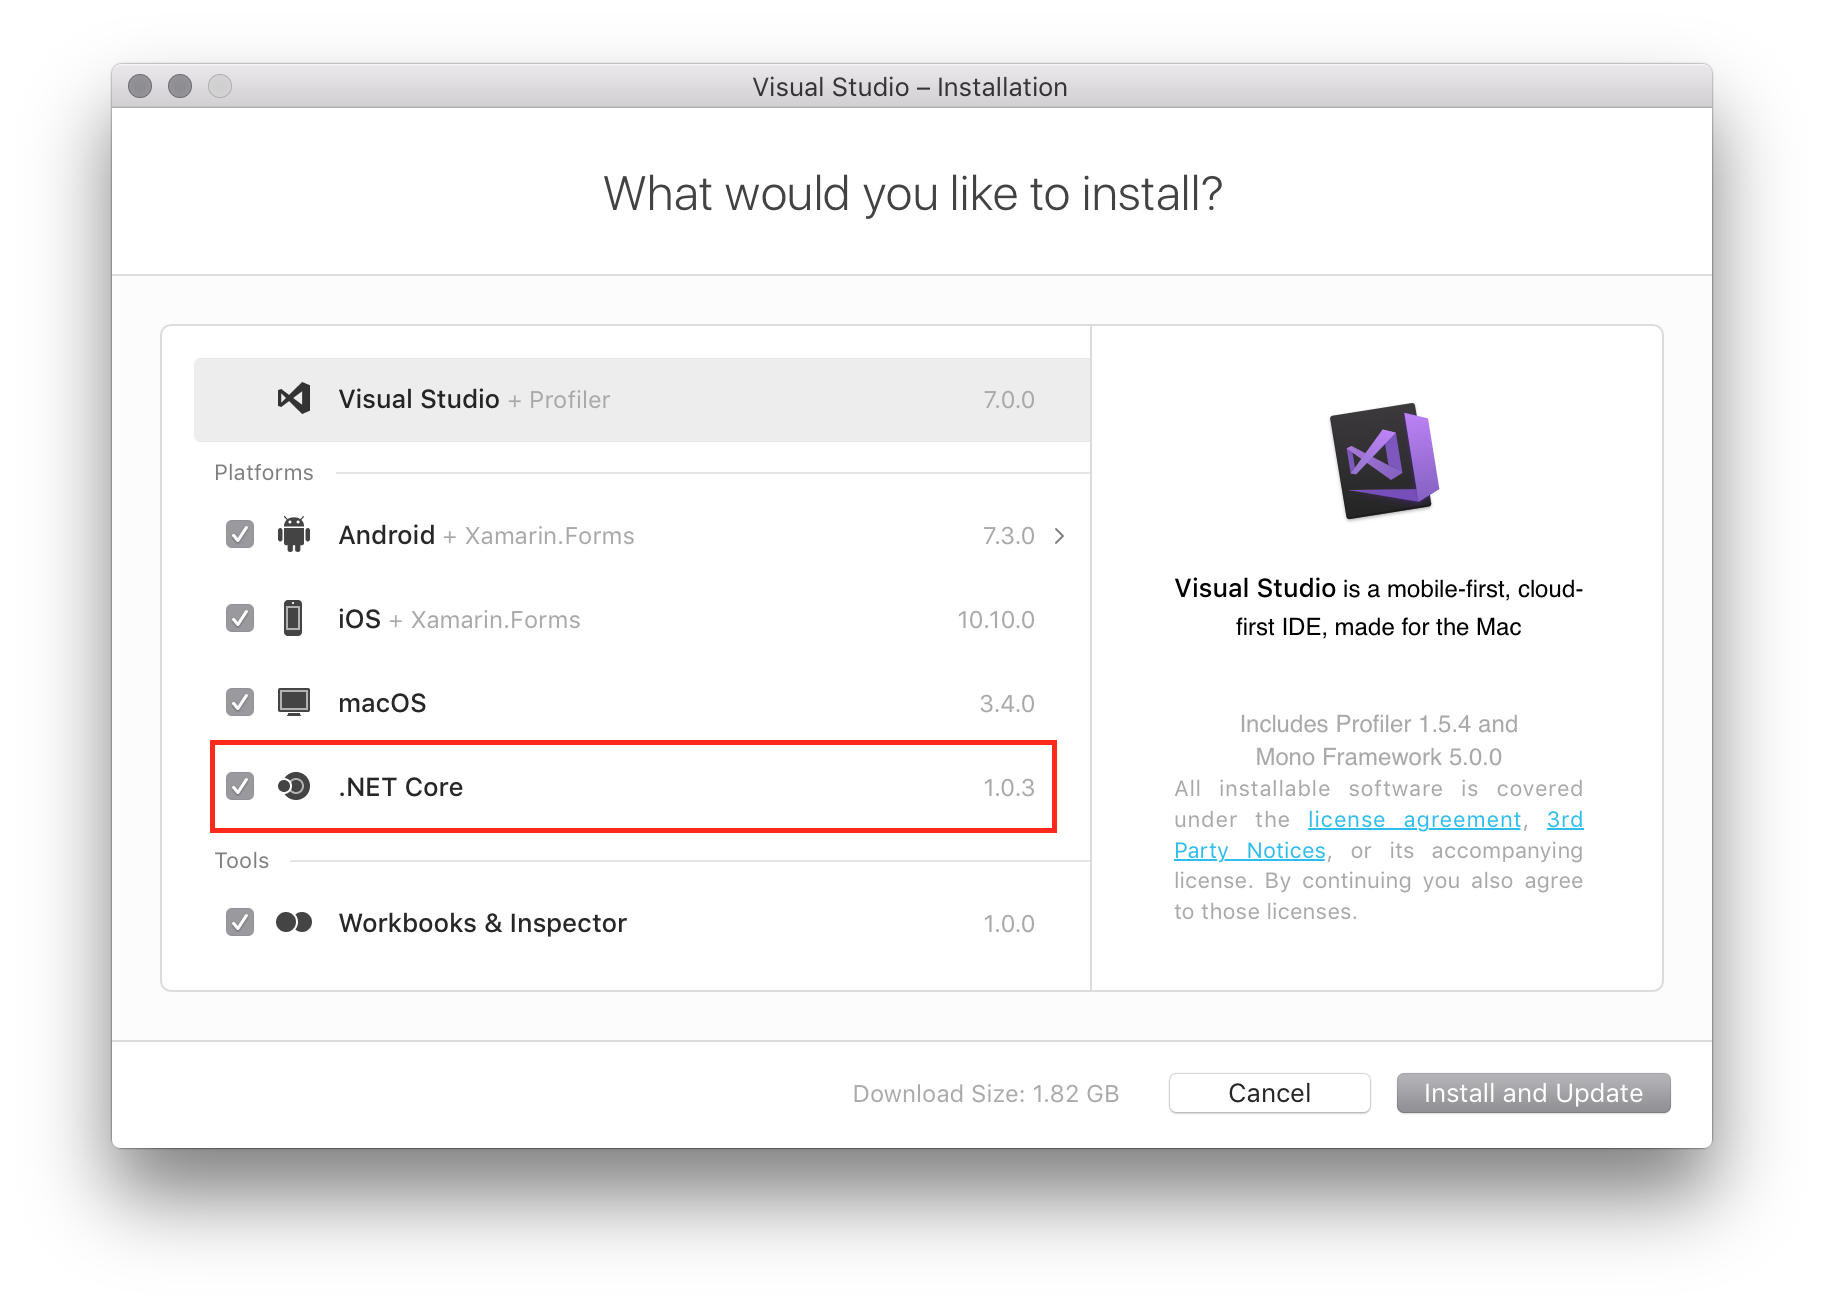 Visual Studio – Installation
What would you like to install?
Visual Studio + Profiler 7.0.0
Platforms
Android + Xamarin.Forms 7.3.0
iOS + Xamarin.Forms 10.10.0
macOS 3.4.0
.NET Core 1.0.3
Tools
Workbooks & Inspector 1.0.0
Visual Studio is a mobile-first, cloud-
first IDE, made for the Mac
Includes Profiler 1.5.4 and
Mono Framework 5.0.0
All installable software is covered
under the license agreement, 3rd
Party Notices, or its accompanying
license. By continuing you also agree
to those licenses.
Download Size: 1.82 GB
Cancel
Install and Update